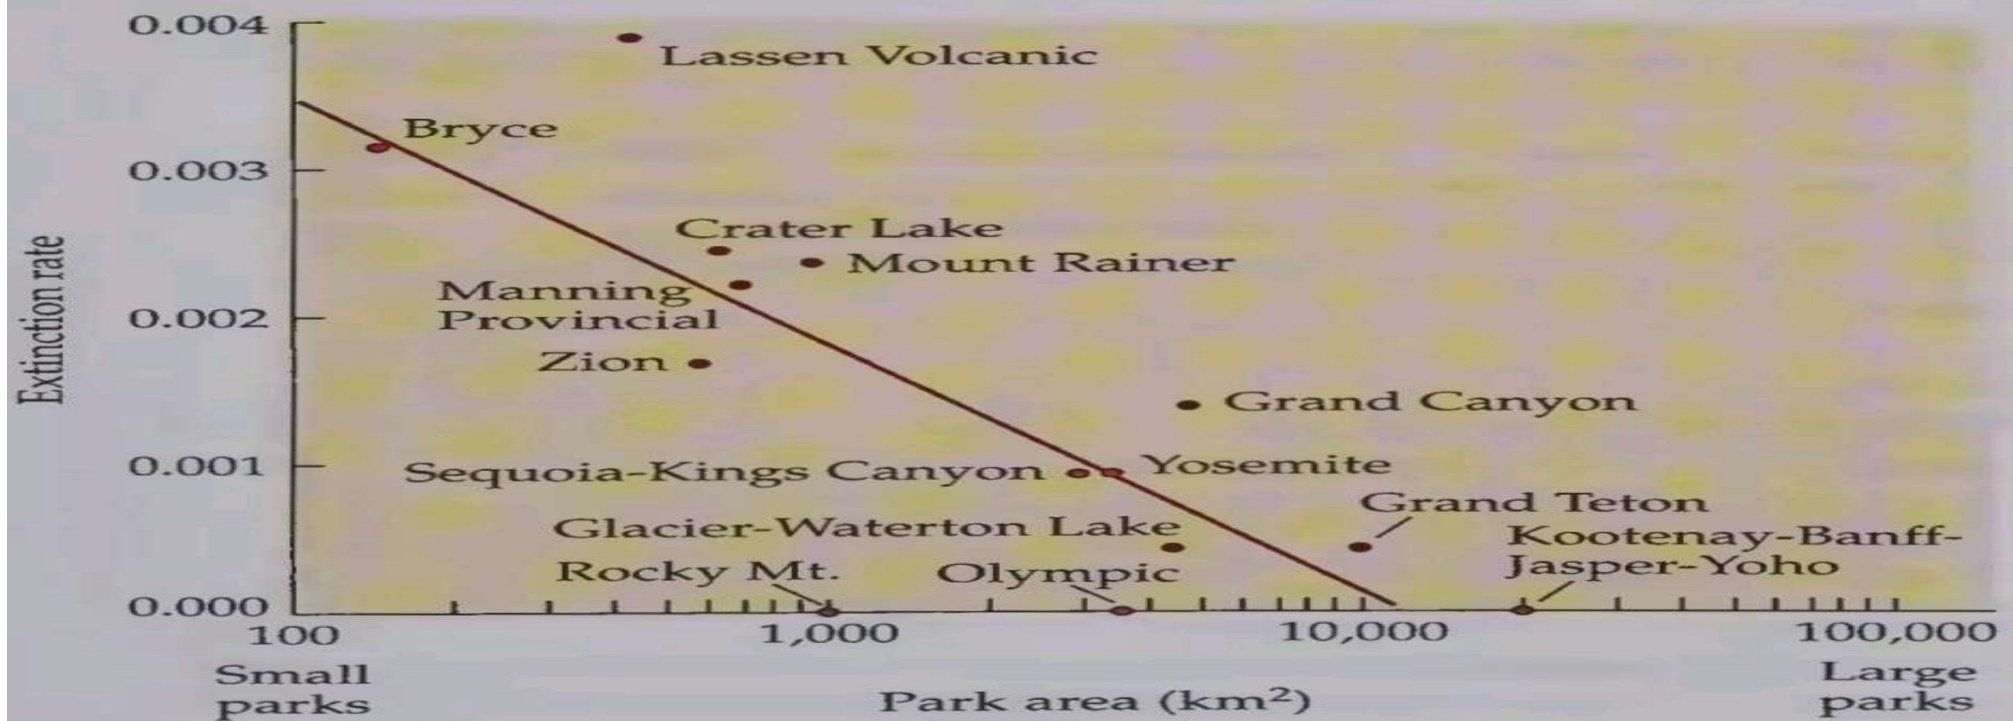 0.004
Lassen Volcanic
Bryce
0.003
Crater Lake
Mount Rainer
Manning
Provincial
0.002
Zion
Extinction rate
Grand Canyon
0.001
Sequoia-Kings Canyon
Yosemite
Grand Teton
Glacier-Waterton Lake
Kootenay-Banff-
Jasper-Yoho
Rocky Mt.
Olympic
0.000
100
1,000
10,000
100,000
Small
parks
Park area (km²)
Large
parks